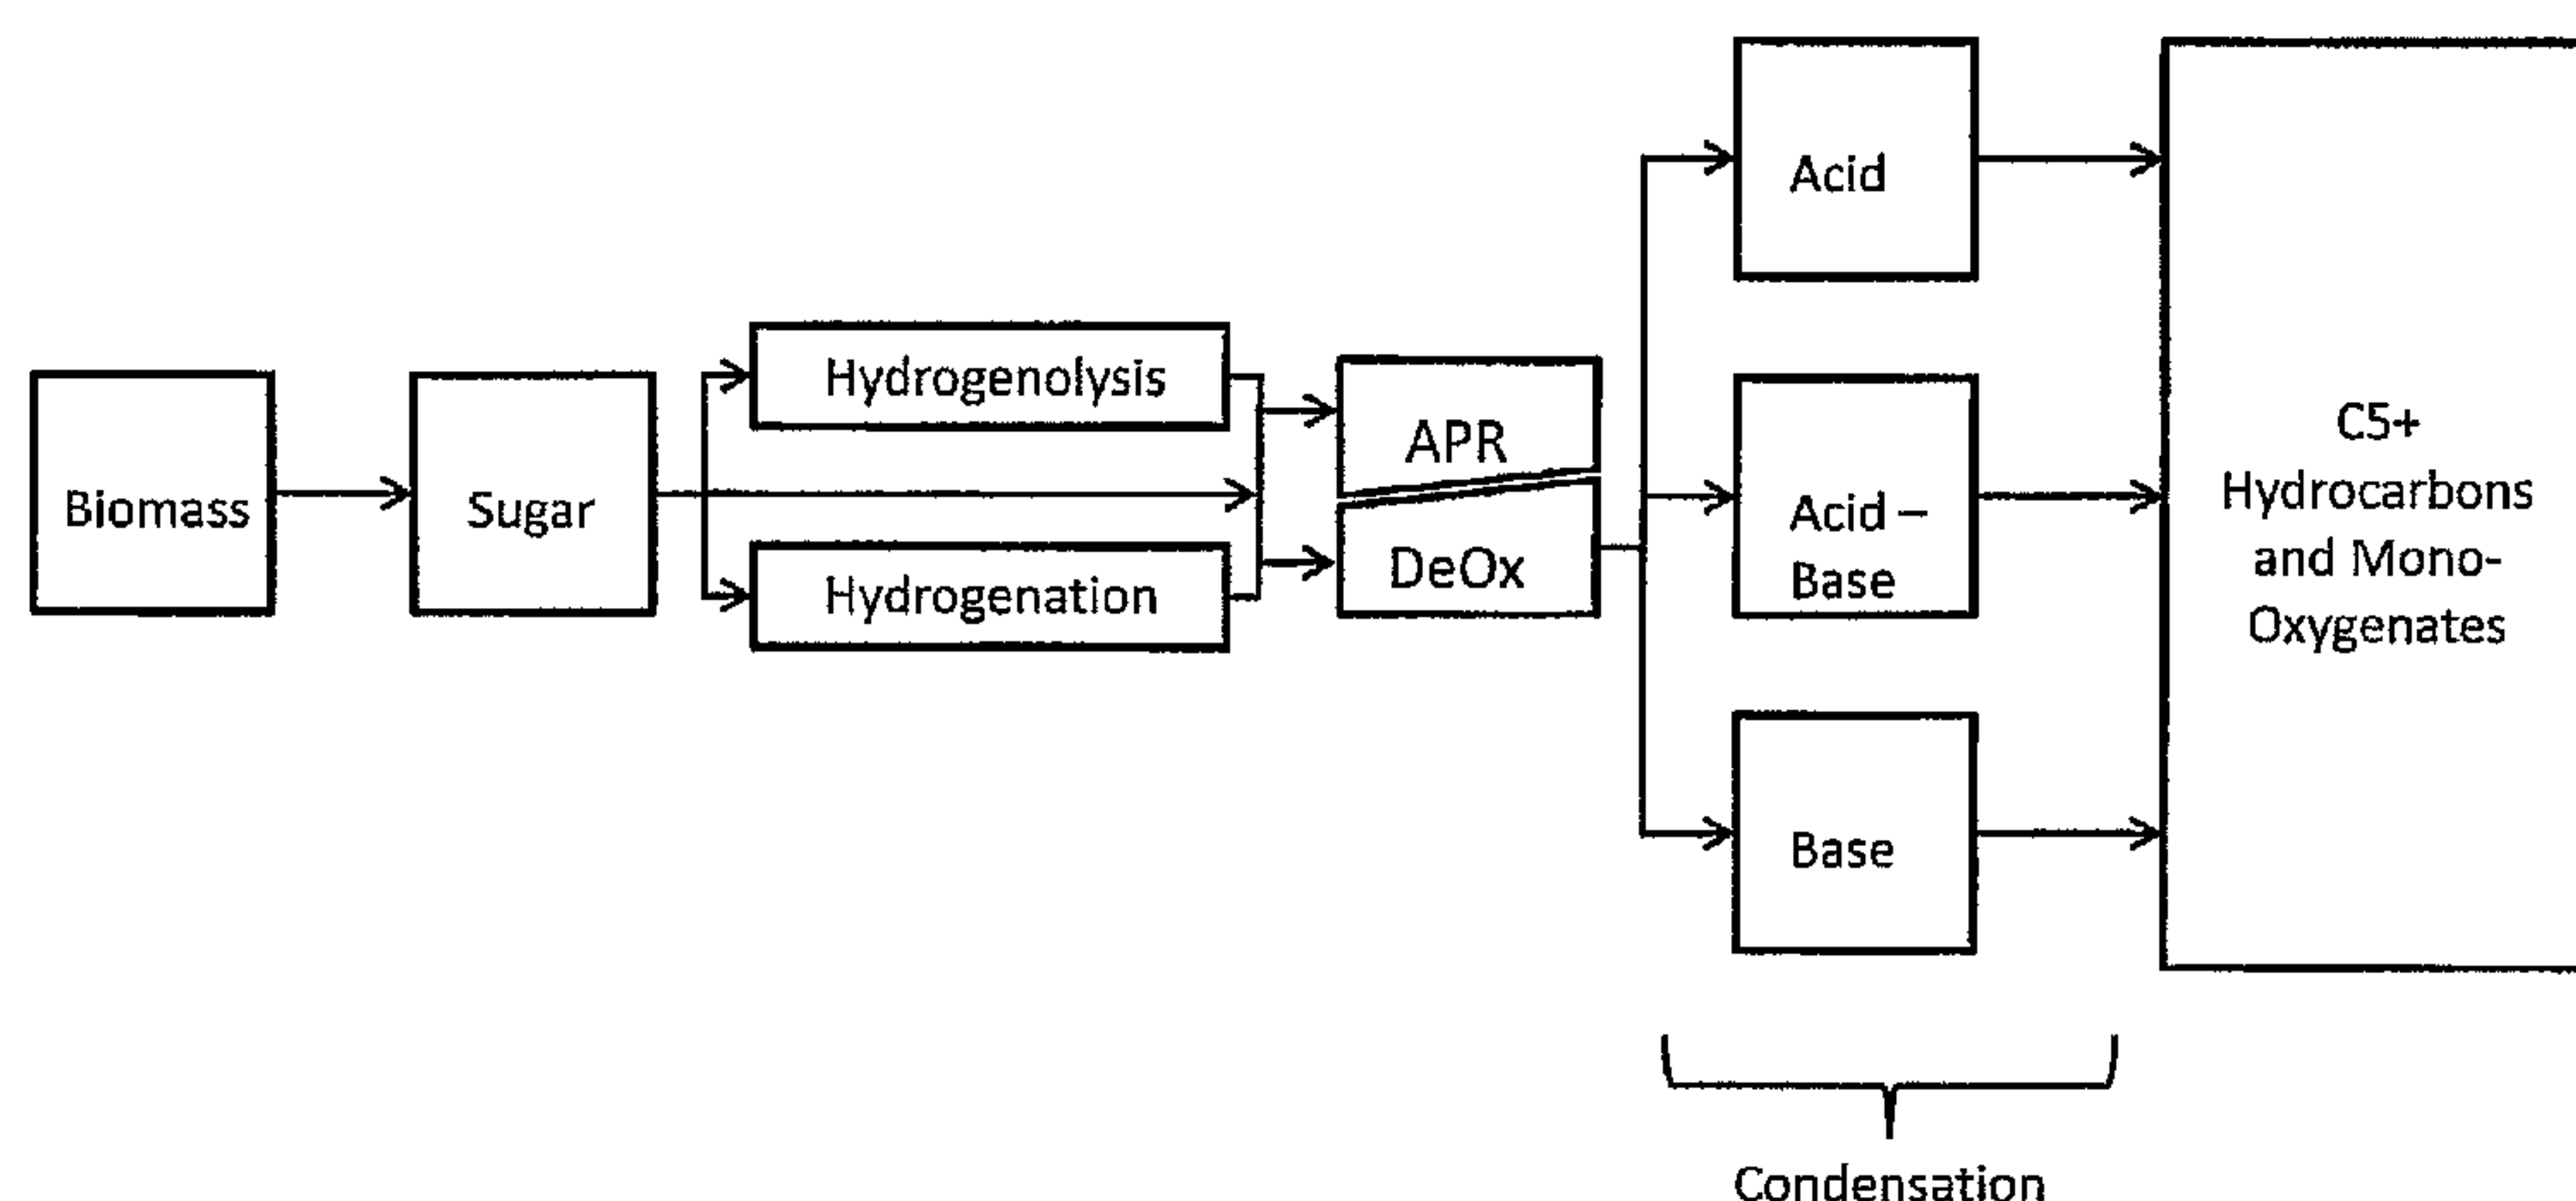 Biomass
Sugar
Hydrogenolysis
Hydrogenation
APR
DeOx
Acid
Acid –
Base
Base
C5+
Hydrocarbons
and Mono-
Oxygenates
Condensation